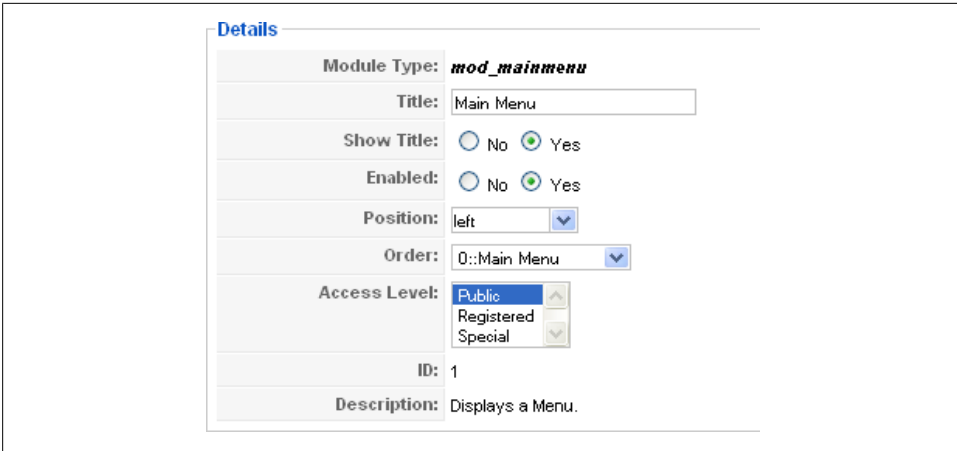 Details
Module Type: mod_mainmenu
Title: Main Menu
Show Title: No Yes
Enabled: No Yes
Position: left
Order: 0::Main Menu
Access Level: Public
Registered
Special
ID: 1
Description: Displays a Menu.